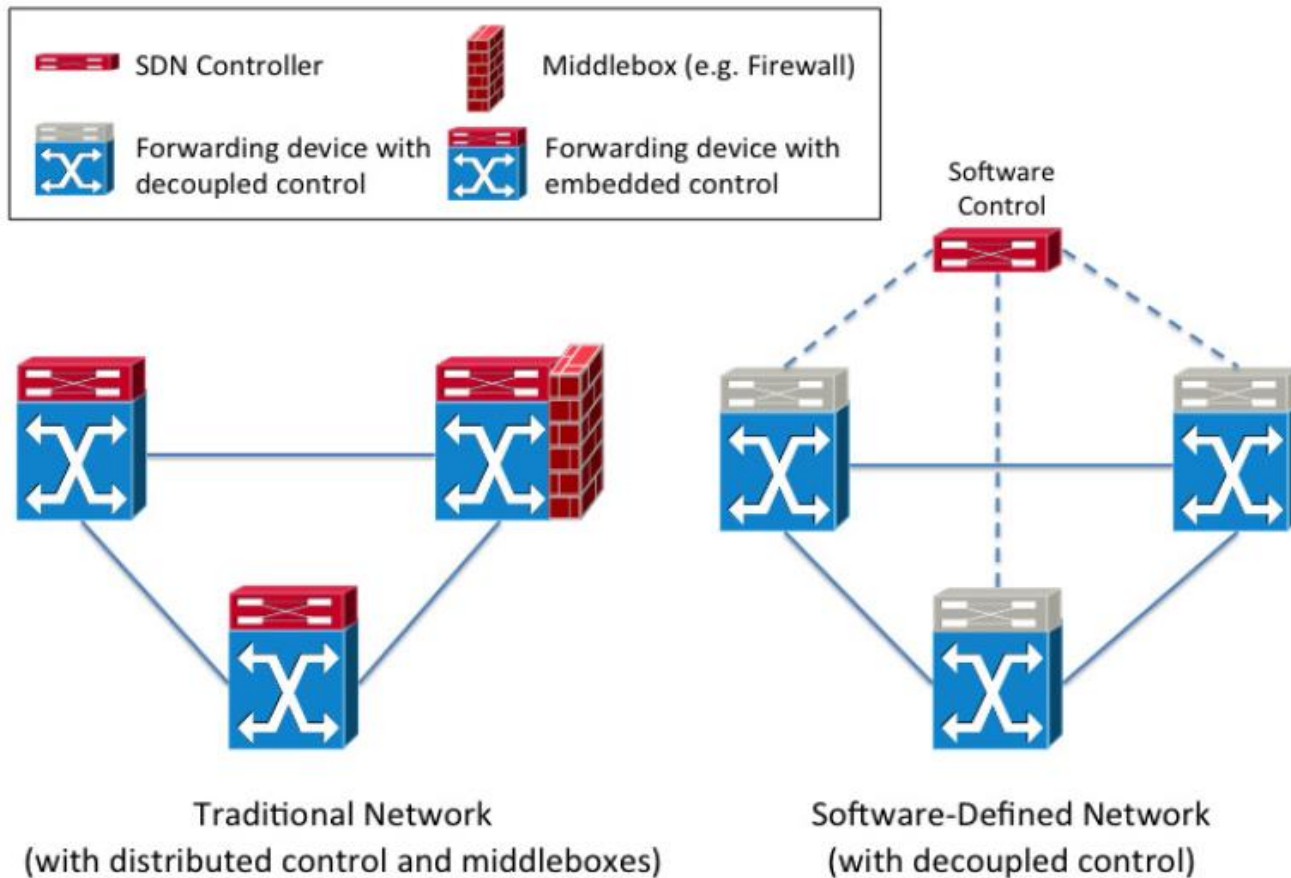 SDN Controller
Middlebox (e.g. Firewall)
Forwarding device with
decoupled control
Forwarding device with
embedded control
Software
Control
Traditional Network
(with distributed control and middleboxes)
Software-Defined Network
(with decoupled control)